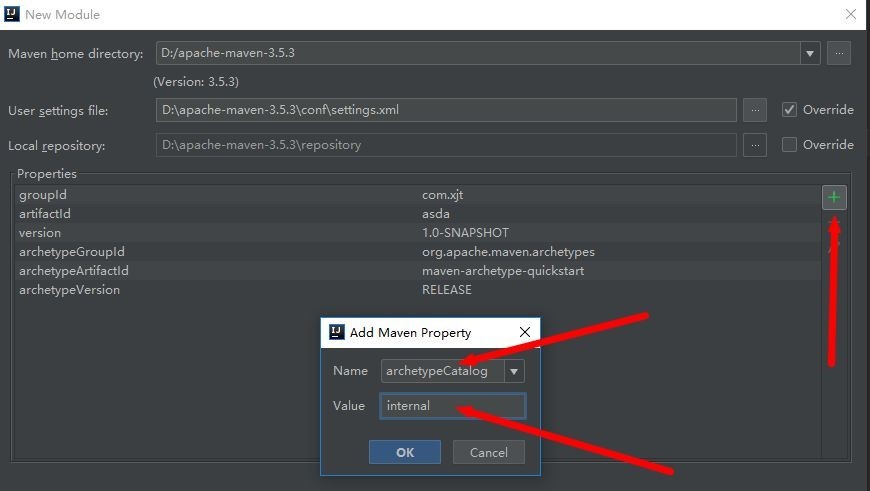 New Module
Maven home directory: D:/apache-maven-3.5.3 ...
(Version: 3.5.3)
User settings file: D:\apache-maven-3.5.3\conf\settings.xml ... Override
Local repository: D:\apache-maven-3.5.3\repository ... Override
Properties
groupId com.xjt
artifactId asda
version 1.0-SNAPSHOT
archetypeGroupId org.apache.maven.archetypes
archetypeArtifactId maven-archetype-quickstart
archetypeVersion RELEASE
Add Maven Property
Name archetypeCatalog
Value internal
OK Cancel